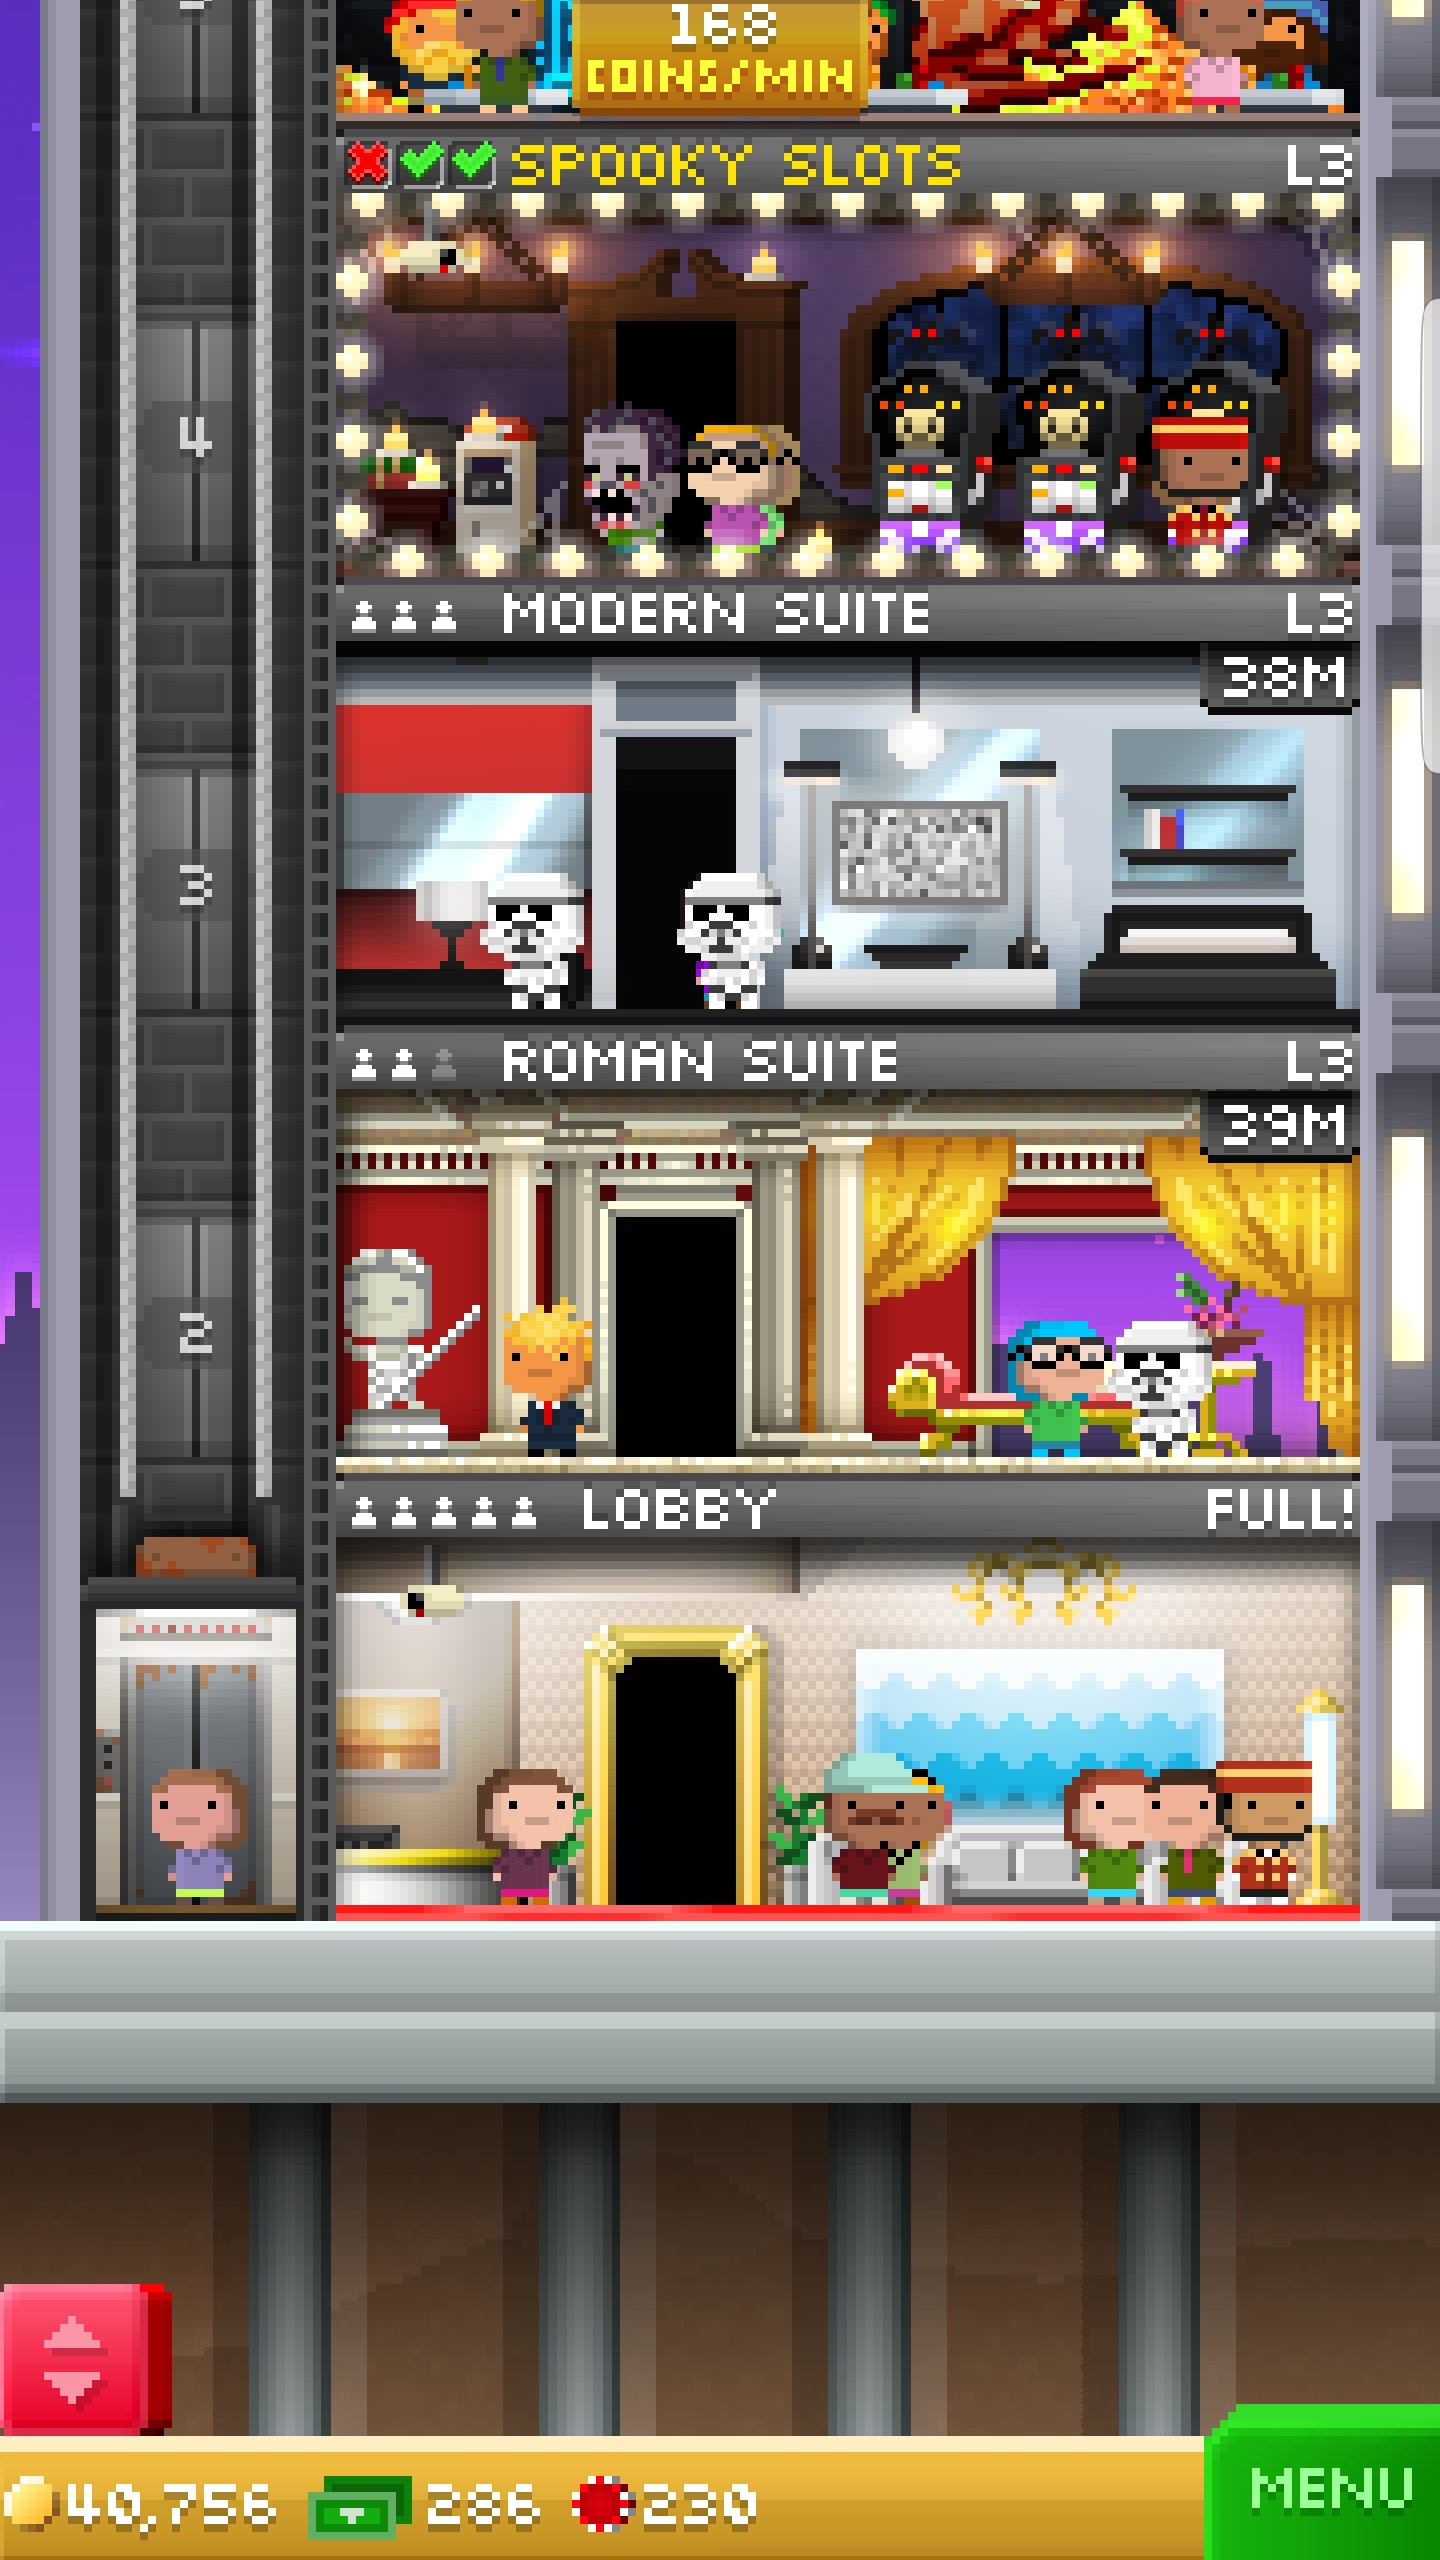 168
COINS/MIN
SPOOKY SLOTS L3
4
MODERN SUITE L3
38M
3
ROMAN SUITE L3
39M
2
LOBBY FULL!
40,756 286 230
MENU